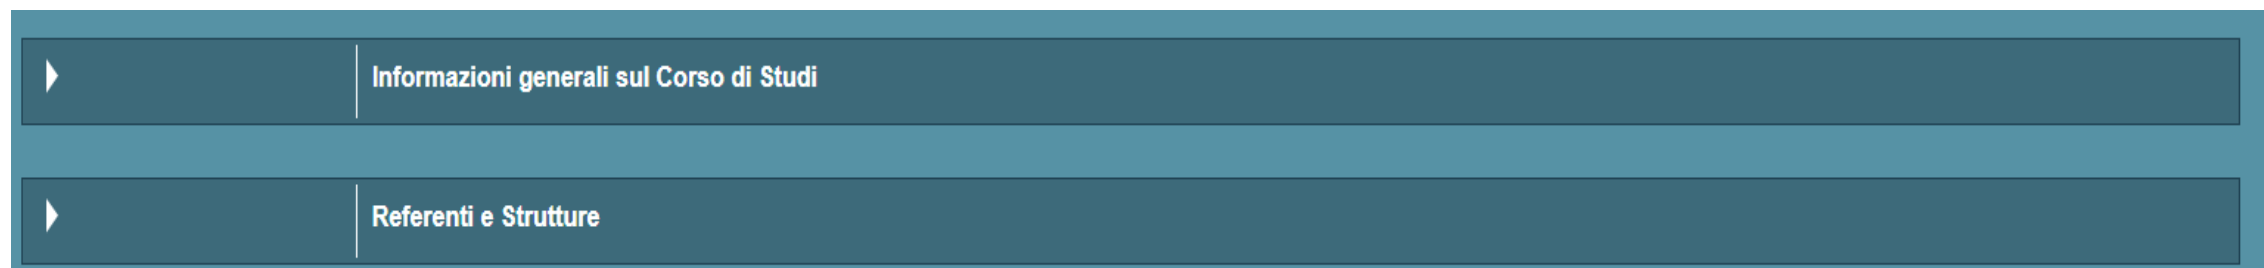 Informazioni generali sul Corso di Studi
Referenti e Strutture